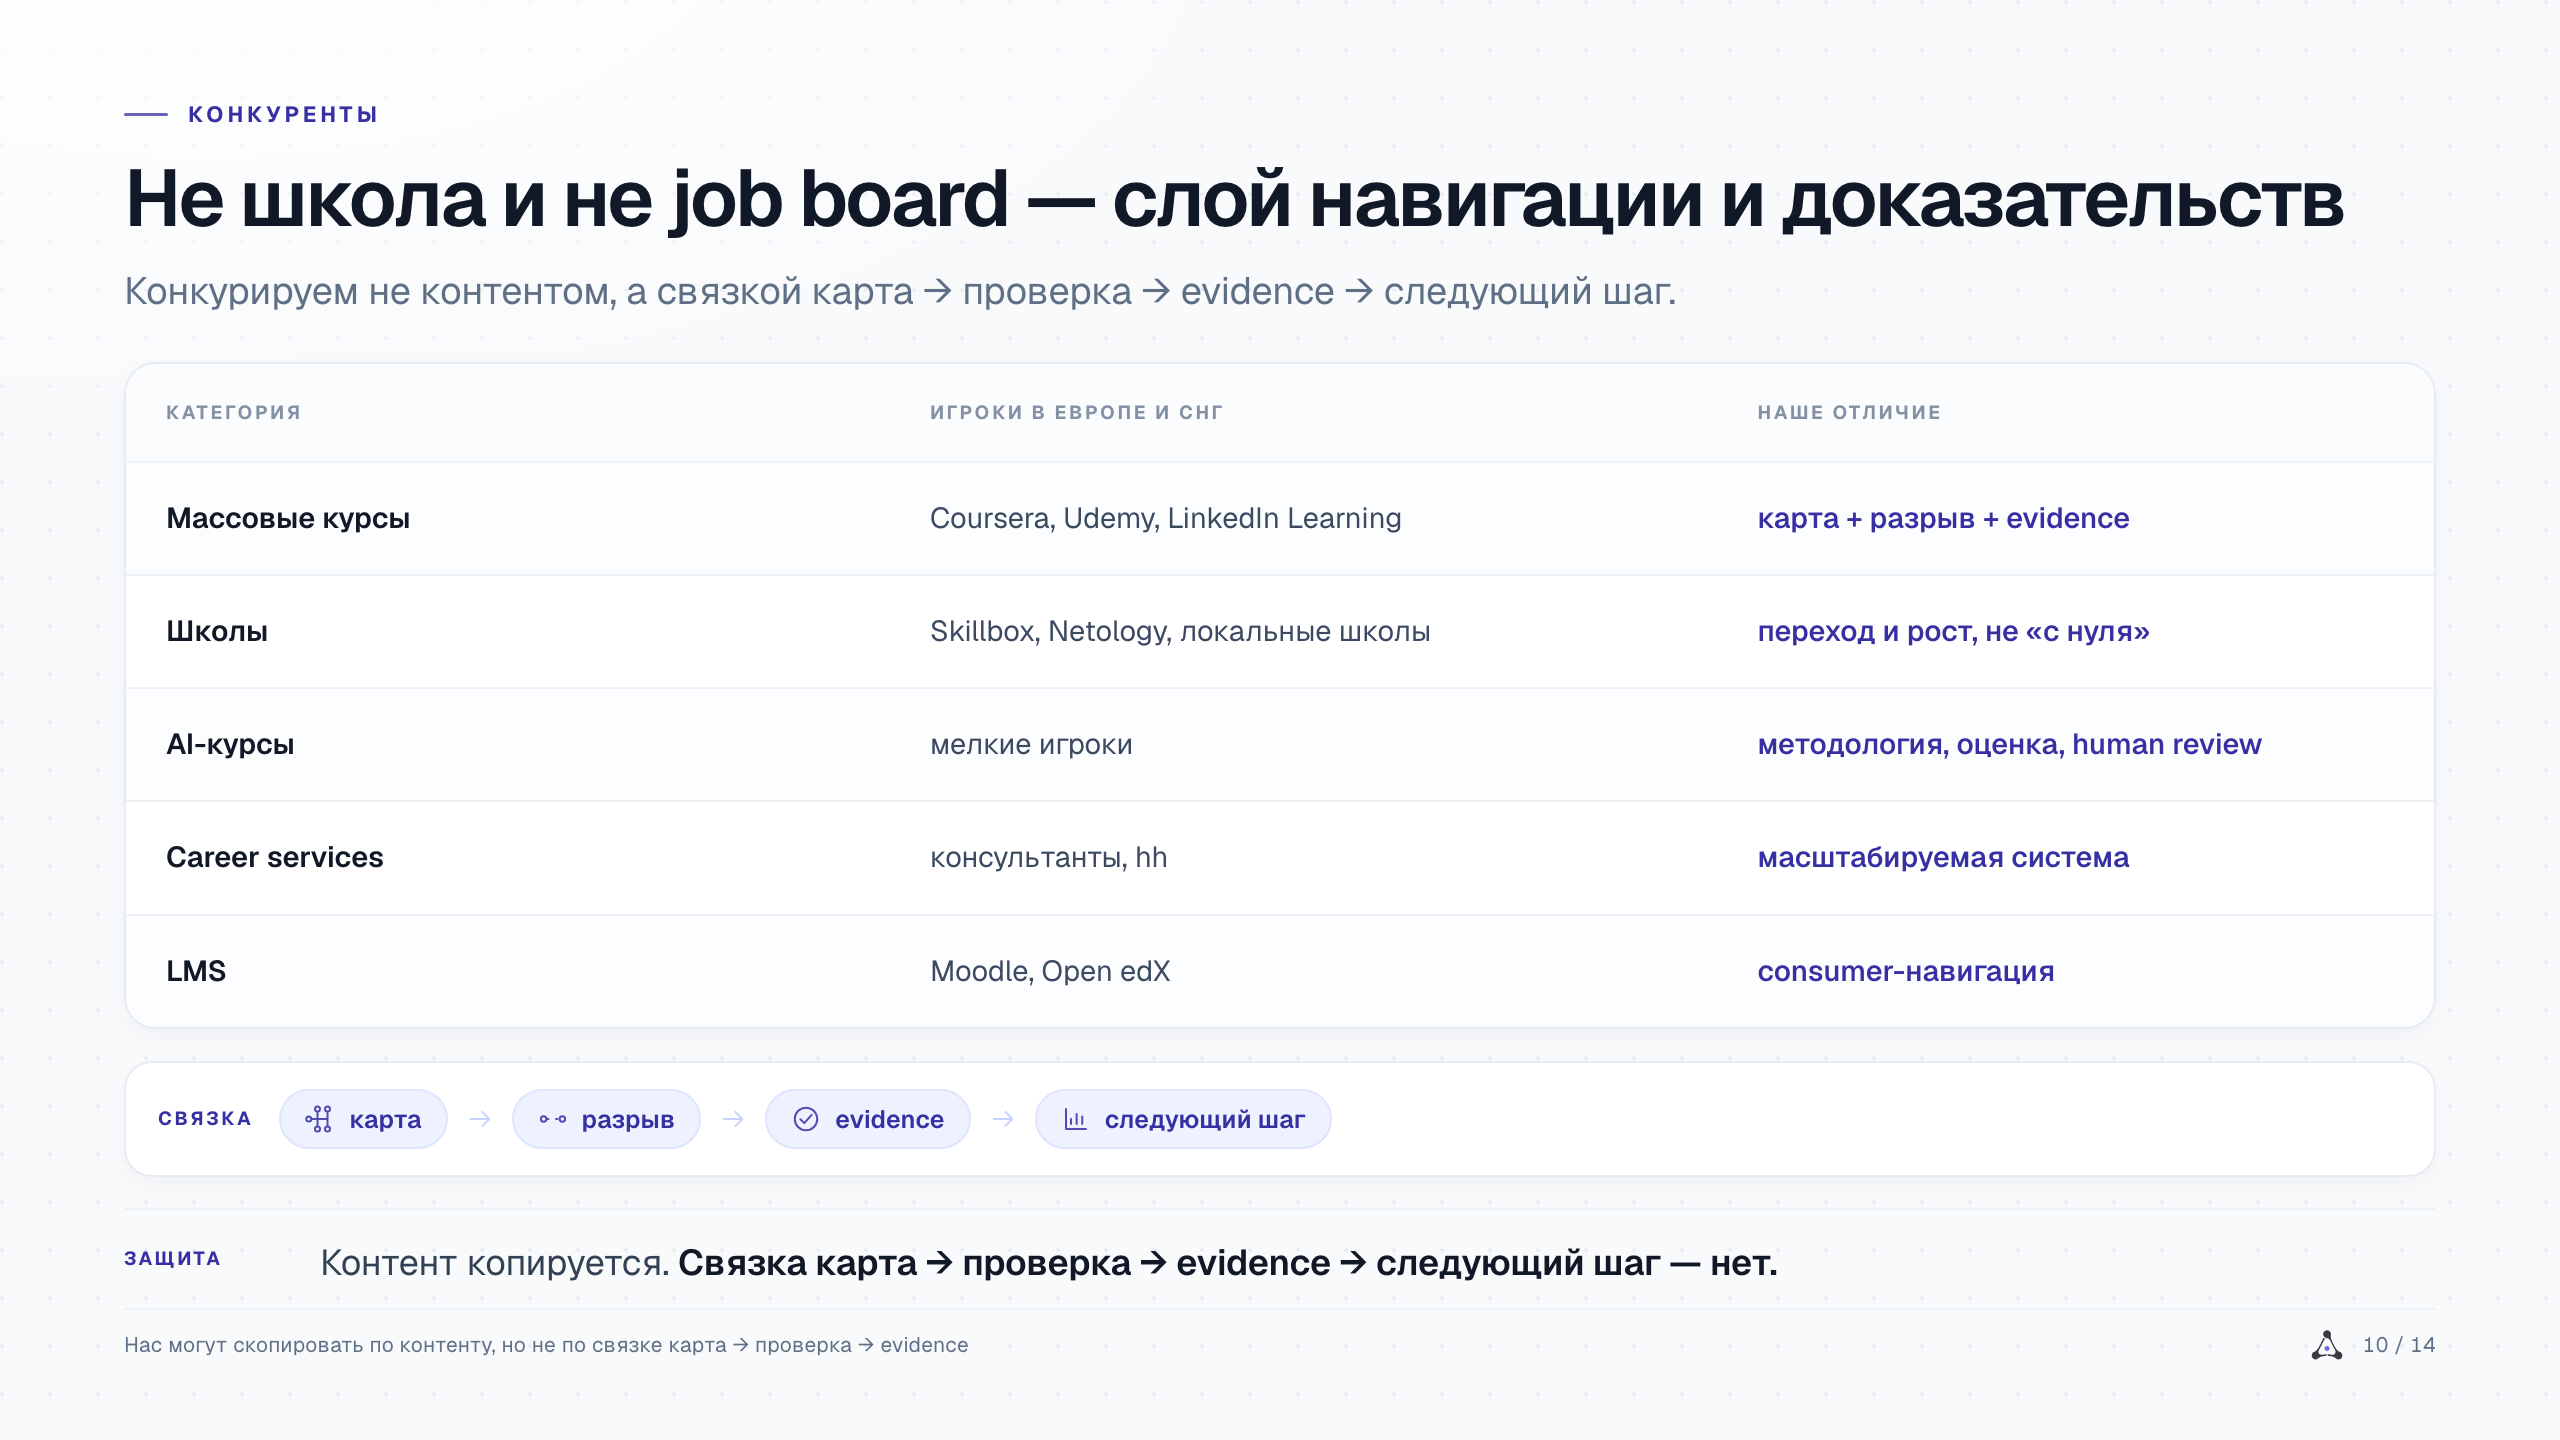 КОНКУРЕНТЫ
Не школа и не job board — слой навигации и доказательств
Конкурируем не контентом, а связкой карта → проверка → evidence → следующий шаг.
КАТЕГОРИЯ ИГРОКИ В ЕВРОПЕ И СНГ НАШЕ ОТЛИЧИЕ
Массовые курсы Coursera, Udemy, LinkedIn Learning карта + разрыв + evidence
Школы Skillbox, Netology, локальные школы переход и рост, не «с нуля»
AI-курсы мелкие игроки методология, оценка, human review
Career services консультанты, hh масштабируемая система
LMS Moodle, Open edX consumer-навигация
СВЯЗКА карта → разрыв → evidence → следующий шаг
ЗАЩИТА Контент копируется. Связка карта → проверка → evidence → следующий шаг — нет.
Нас могут скопировать по контенту, но не по связке карта → проверка → evidence 10 / 14